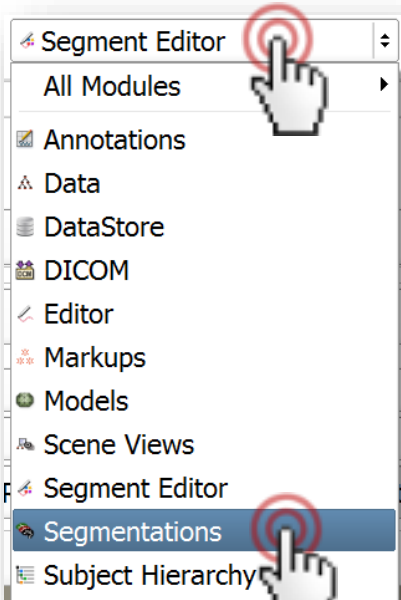 Segment Editor
All Modules
Annotations
Data
DataStore
DICOM
Editor
Markups
Models
Scene Views
Segment Editor
Segmentations
Subject Hierarchy